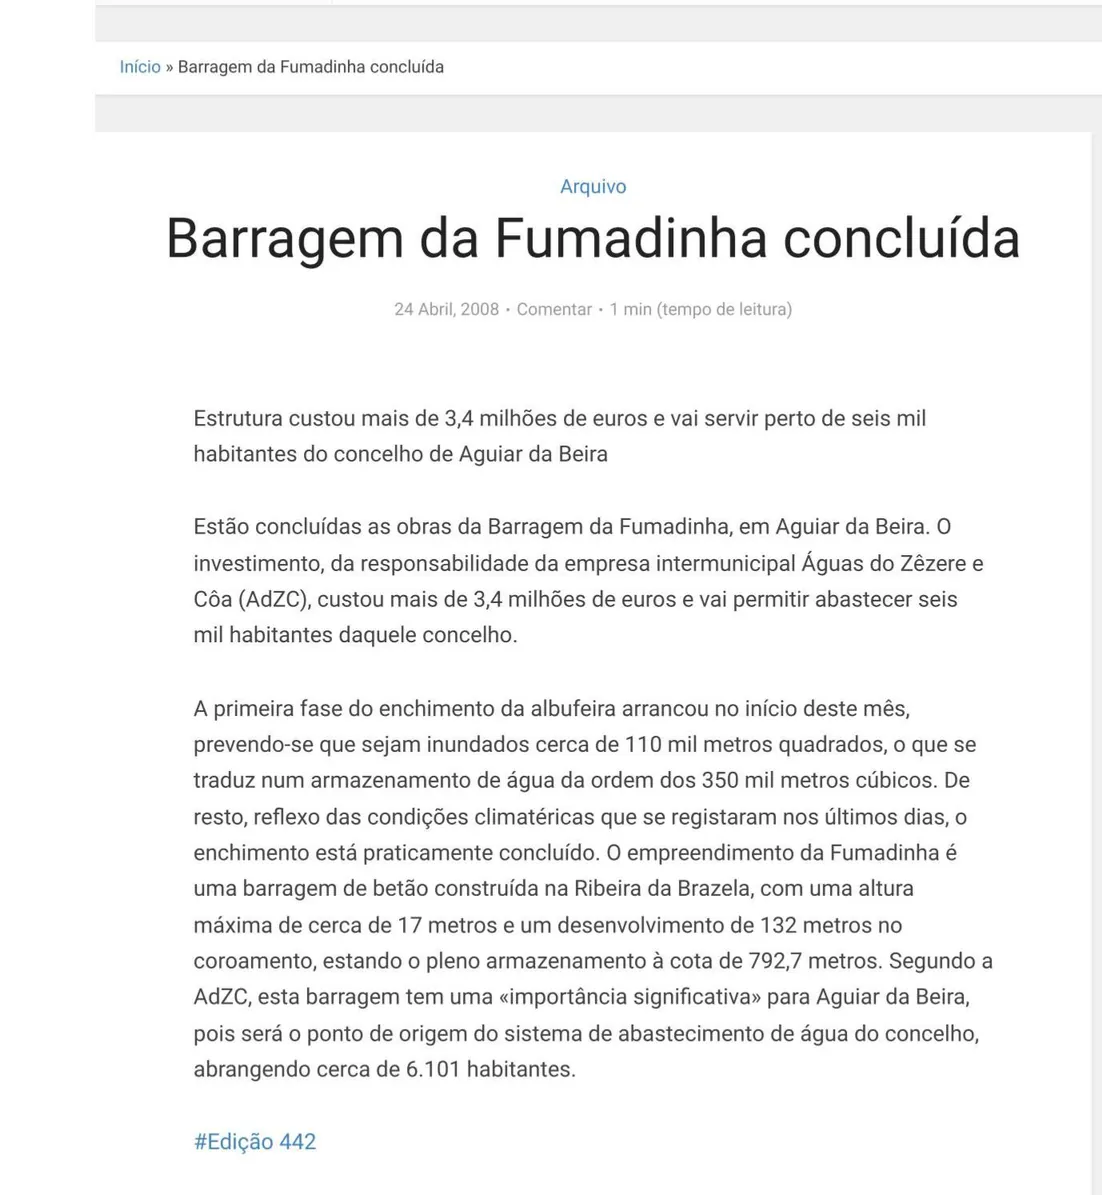 Início » Barragem da Fumadinha concluída
Arquivo
Barragem da Fumadinha concluída
24 Abril, 2008 • Comentar • 1 min (tempo de leitura)
Estrutura custou mais de 3,4 milhões de euros e vai servir perto de seis mil
habitantes do concelho de Aguiar da Beira
Estão concluídas as obras da Barragem da Fumadinha, em Aguiar da Beira. O
investimento, da responsabilidade da empresa intermunicipal Águas do Zêzere e
Côa (AdZC), custou mais de 3,4 milhões de euros e vai permitir abastecer seis
mil habitantes daquele concelho.
A primeira fase do enchimento da albufeira arrancou no início deste mês,
prevendo-se que sejam inundados cerca de 110 mil metros quadrados, o que se
traduz num armazenamento de água da ordem dos 350 mil metros cúbicos. De
resto, reflexo das condições climatéricas que se registaram nos últimos dias, o
enchimento está praticamente concluído. O empreendimento da Fumadinha é
uma barragem de betão construída na Ribeira da Brazela, com uma altura
máxima de cerca de 17 metros e um desenvolvimento de 132 metros no
coroamento, estando o pleno armazenamento à cota de 792,7 metros. Segundo a
AdZC, esta barragem tem uma «importância significativa» para Aguiar da Beira,
pois será o ponto de origem do sistema de abastecimento de água do concelho,
abrangendo cerca de 6.101 habitantes.
#Edição 442